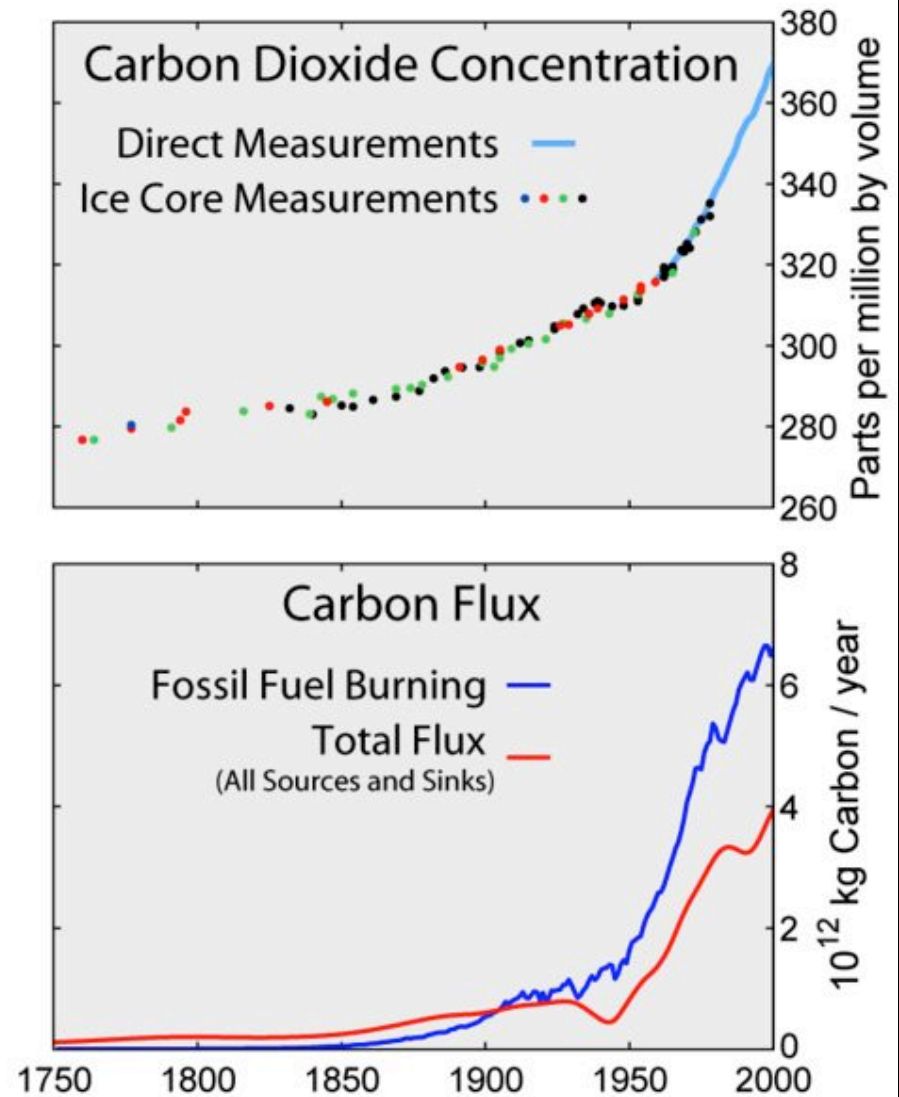 Carbon Dioxide Concentration
Direct Measurements
Ice Core Measurements
380
360
340
320
300
280
260
Parts per million by volume
Carbon Flux
Fossil Fuel Burning
Total Flux
(All Sources and Sinks)
8
6
4
2
0
10¹² kg Carbon / year
1750 1800 1850 1900 1950 2000